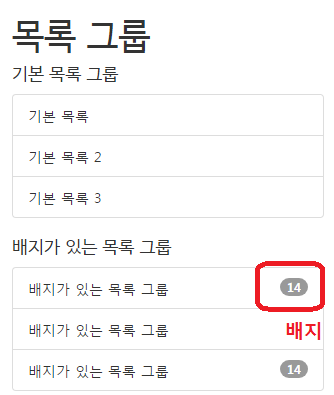 목록 그룹
기본 목록 그룹
기본 목록
기본 목록 2
기본 목록 3
배지가 있는 목록 그룹
배지가 있는 목록 그룹 14
배지가 있는 목록 그룹 배지
배지가 있는 목록 그룹 14